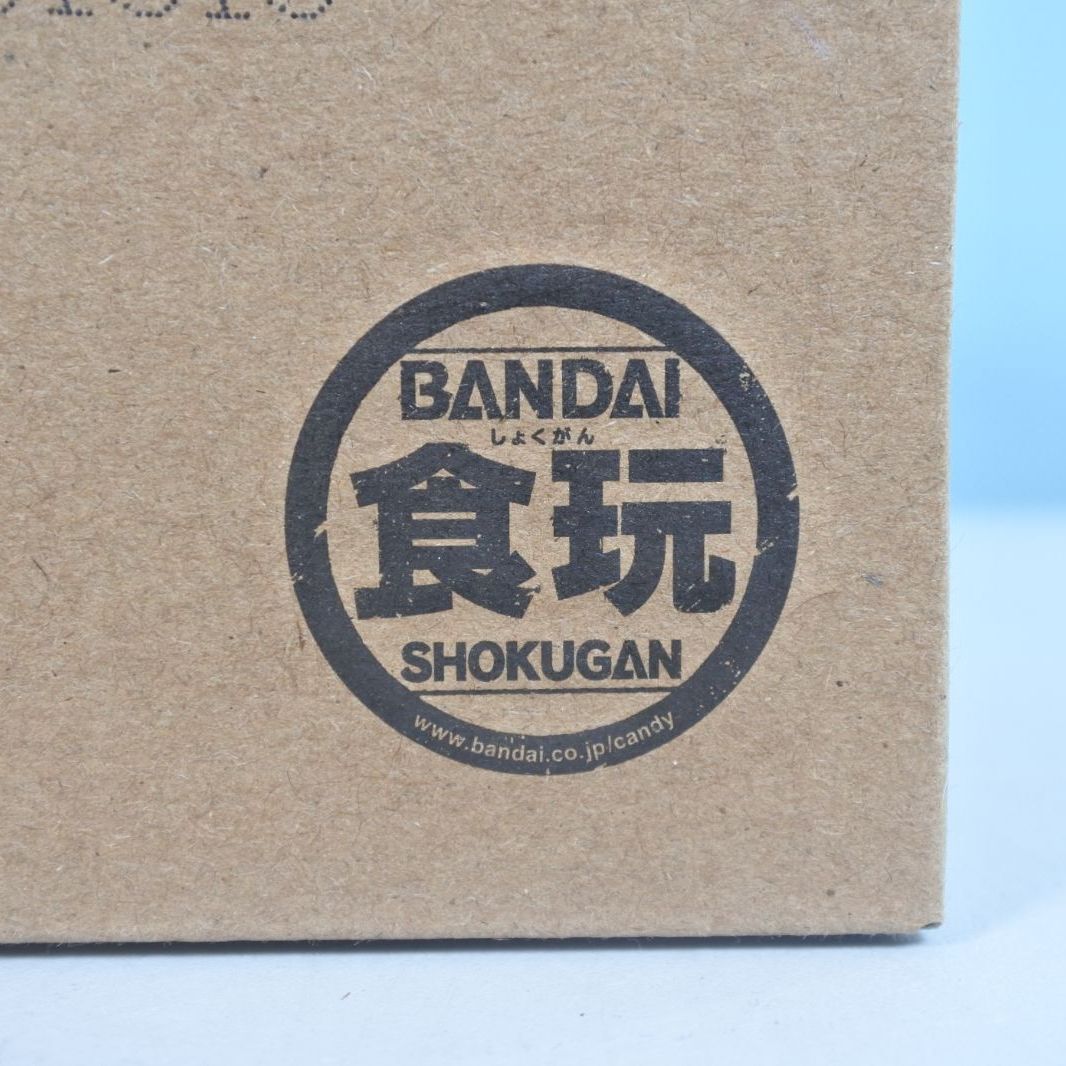 BANDAI
しょくがん
食玩
SHOKUGAN
www.bandai.co.jp/candy